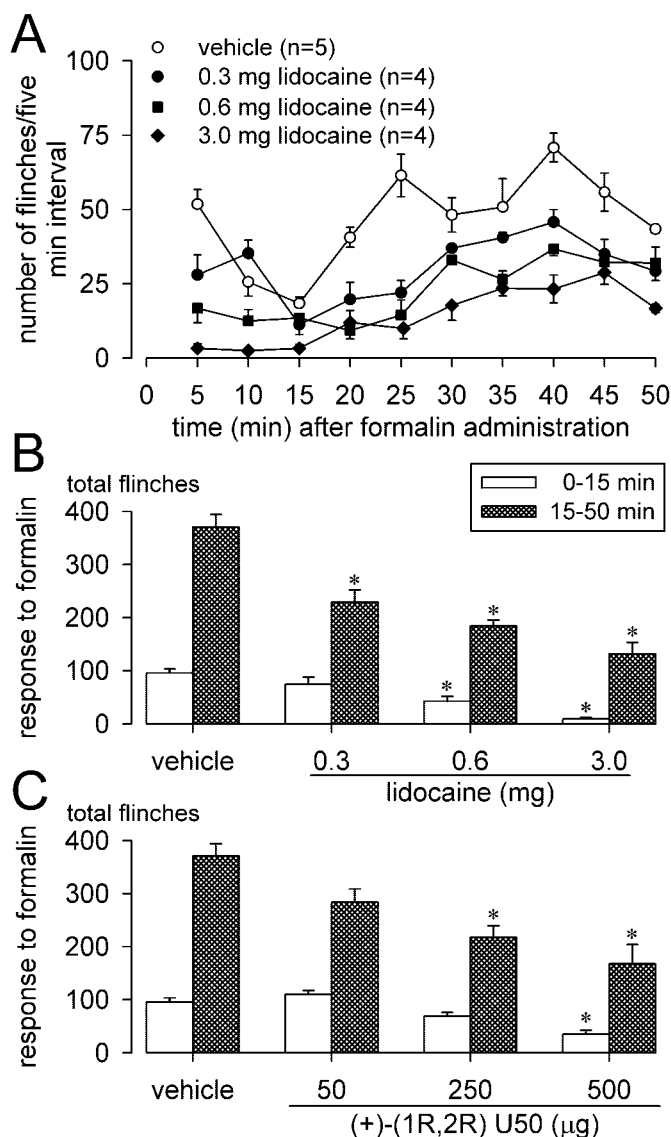 A
vehicle (n=5)
0.3 mg lidocaine (n=4)
0.6 mg lidocaine (n=4)
3.0 mg lidocaine (n=4)
number of flinches/five
min interval
100
75
50
25
0
0 5 10 15 20 25 30 35 40 45 50
time (min) after formalin administration
B
total flinches
0-15 min
15-50 min
response to formalin
400
300
200
100
0
* * * * *
vehicle 0.3 0.6 3.0
lidocaine (mg)
C
total flinches
response to formalin
400
300
200
100
0
* * *
vehicle 50 250 500
(+)-(1R,2R) U50 (μg)